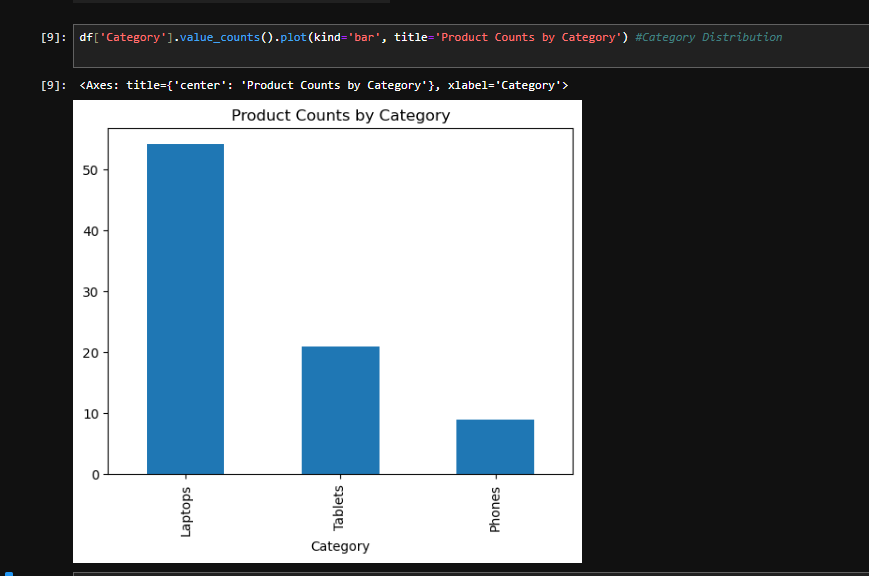 [9]: df['Category'].value_counts().plot(kind='bar', title='Product Counts by Category') #Category Distribution
[9]: <Axes: title={'center': 'Product Counts by Category'}, xlabel='Category'>
Product Counts by Category
50
40
30
20
10
0
Laptops
Tablets
Phones
Category